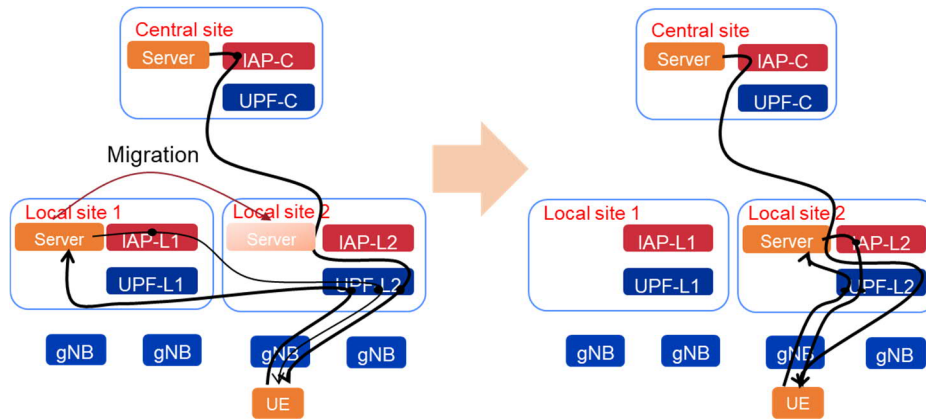 Central site
Server
IAP-C
UPF-C
Migration
Local site 1
Server
IAP-L1
UPF-L1
Local site 2
Server
IAP-L2
UPF-L2
gNB
gNB
gNB
gNB
UE
Central site
Server
IAP-C
UPF-C
Local site 1
IAP-L1
UPF-L1
Local site 2
Server
IAP-L2
UPF-L2
gNB
gNB
gNB
gNB
UE